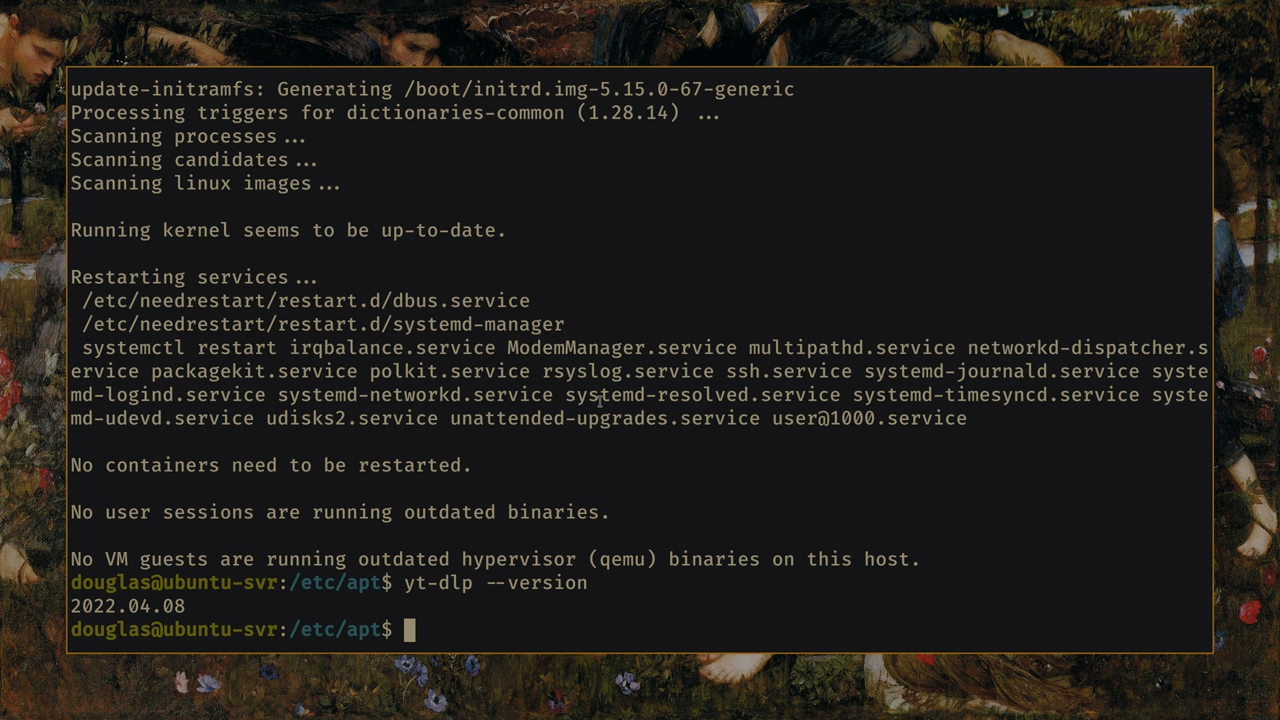 update-initramfs: Generating /boot/initrd.img-5.15.0-67-generic
Processing triggers for dictionaries-common (1.28.14) ...
Scanning processes...
Scanning candidates...
Scanning linux images...
Running kernel seems to be up-to-date.
Restarting services...
/etc/needrestart/restart.d/dbus.service
/etc/needrestart/restart.d/systemd-manager
systemctl restart irqbalance.service ModemManager.service multipathd.service networkd-dispatcher.s
ervice packagekit.service polkit.service rsyslog.service ssh.service systemd-journald.service syste
md-logind.service systemd-networkd.service systemd-resolved.service systemd-timesyncd.service syste
md-udevd.service udisks2.service unattended-upgrades.service user@1000.service
No containers need to be restarted.
No user sessions are running outdated binaries.
No VM guests are running outdated hypervisor (qemu) binaries on this host.
douglas@ubuntu-svr:/etc/apt$ yt-dlp --version
2022.04.08
douglas@ubuntu-svr:/etc/apt$